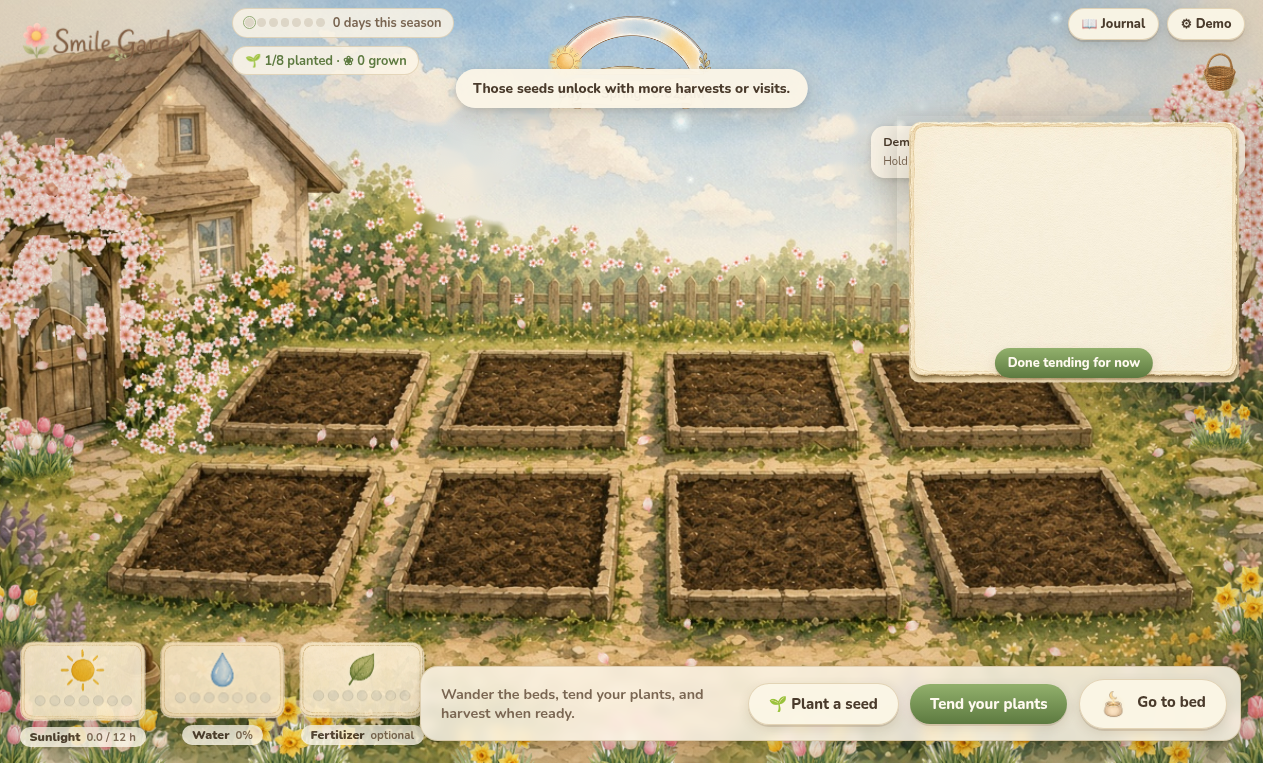 Smile Garde
0 days this season
1/8 planted · 0 grown
Those seeds unlock with more harvests or visits.
Journal
Demo
Dem
Hold
Done tending for now
Wander the beds, tend your plants, and
harvest when ready.
Plant a seed
Tend your plants
Go to bed
Sunlight 0.0 / 12 h
Water 0%
Fertilizer optional